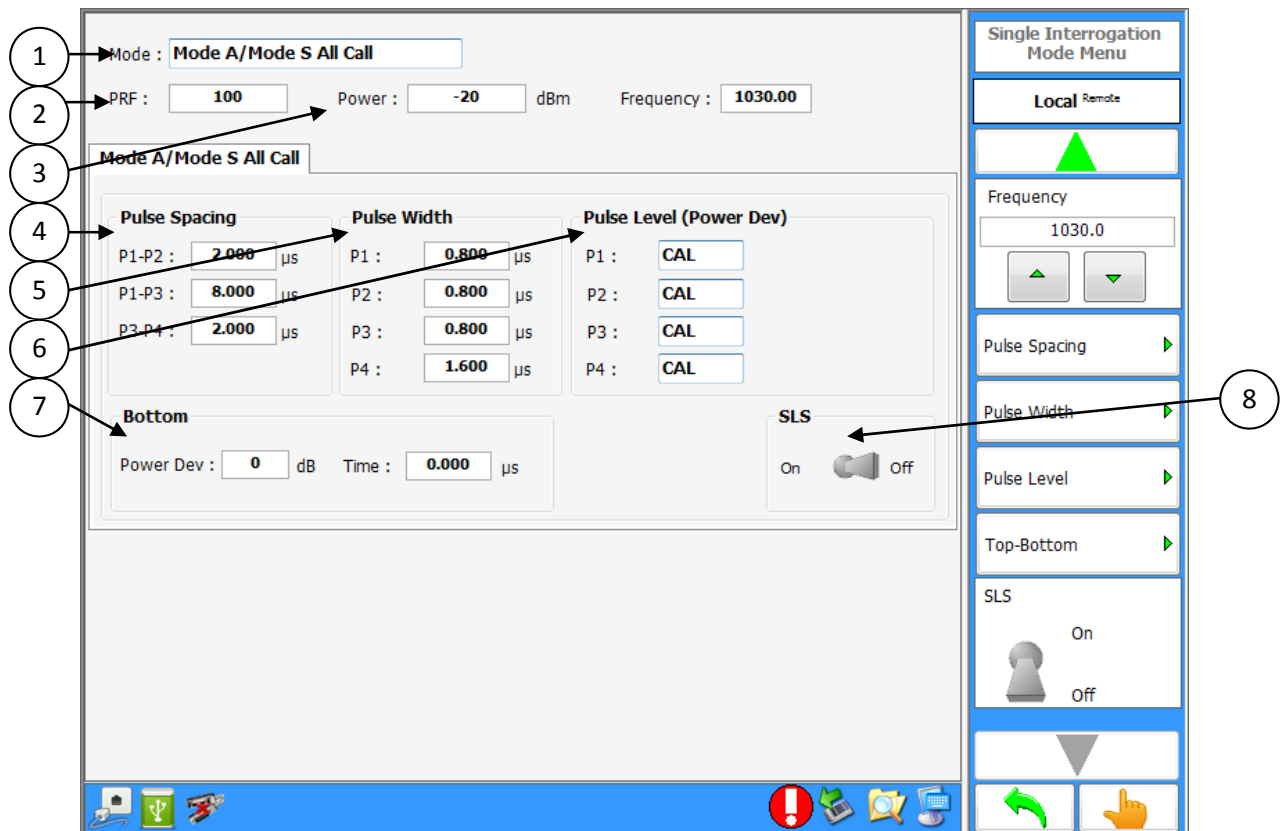 1
Mode : Mode A/Mode S All Call
2
PRF : 100 Power : -20 dBm Frequency : 1030.00
3
Mode A/Mode S All Call
4
Pulse Spacing Pulse Width Pulse Level (Power Dev)
P1-P2 : 2.000 µs P1 : 0.800 µs P1 : CAL
5
P1-P3 : 8.000 µs P2 : 0.800 µs P2 : CAL
6
P3-P4 : 2.000 µs P3 : 0.800 µs P3 : CAL
P4 : 1.600 µs P4 : CAL
7
Bottom SLS
Power Dev : 0 dB Time : 0.000 µs On Off
8
Single Interrogation
Mode Menu
Local Remote
Frequency
1030.0
Pulse Spacing
Pulse Width
Pulse Level
Top-Bottom
SLS
On
Off